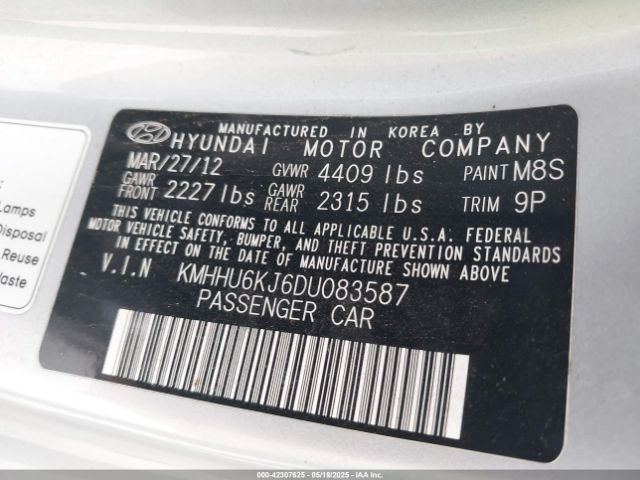 MANUFACTURED IN KOREA BY
HYUNDAI MOTOR COMPANY
MAR/27/12 GVWR 4409 lbs PAINT M8S
GAWR FRONT 2227 lbs GAWR REAR 2315 lbs TRIM 9P
THIS VEHICLE CONFORMS TO ALL APPLICABLE U.S.A. FEDERAL
MOTOR VEHICLE SAFETY, BUMPER, AND THEFT PREVENTION STANDARDS
IN EFFECT ON THE DATE OF MANUFACTURE SHOWN ABOVE
V.I.N KMHHU6KJ6DU083587
PASSENGER CAR
:
Lamps
Disposal
Reuse
Waste
000-42307625 - 05/19/2025 - IAAI.COM